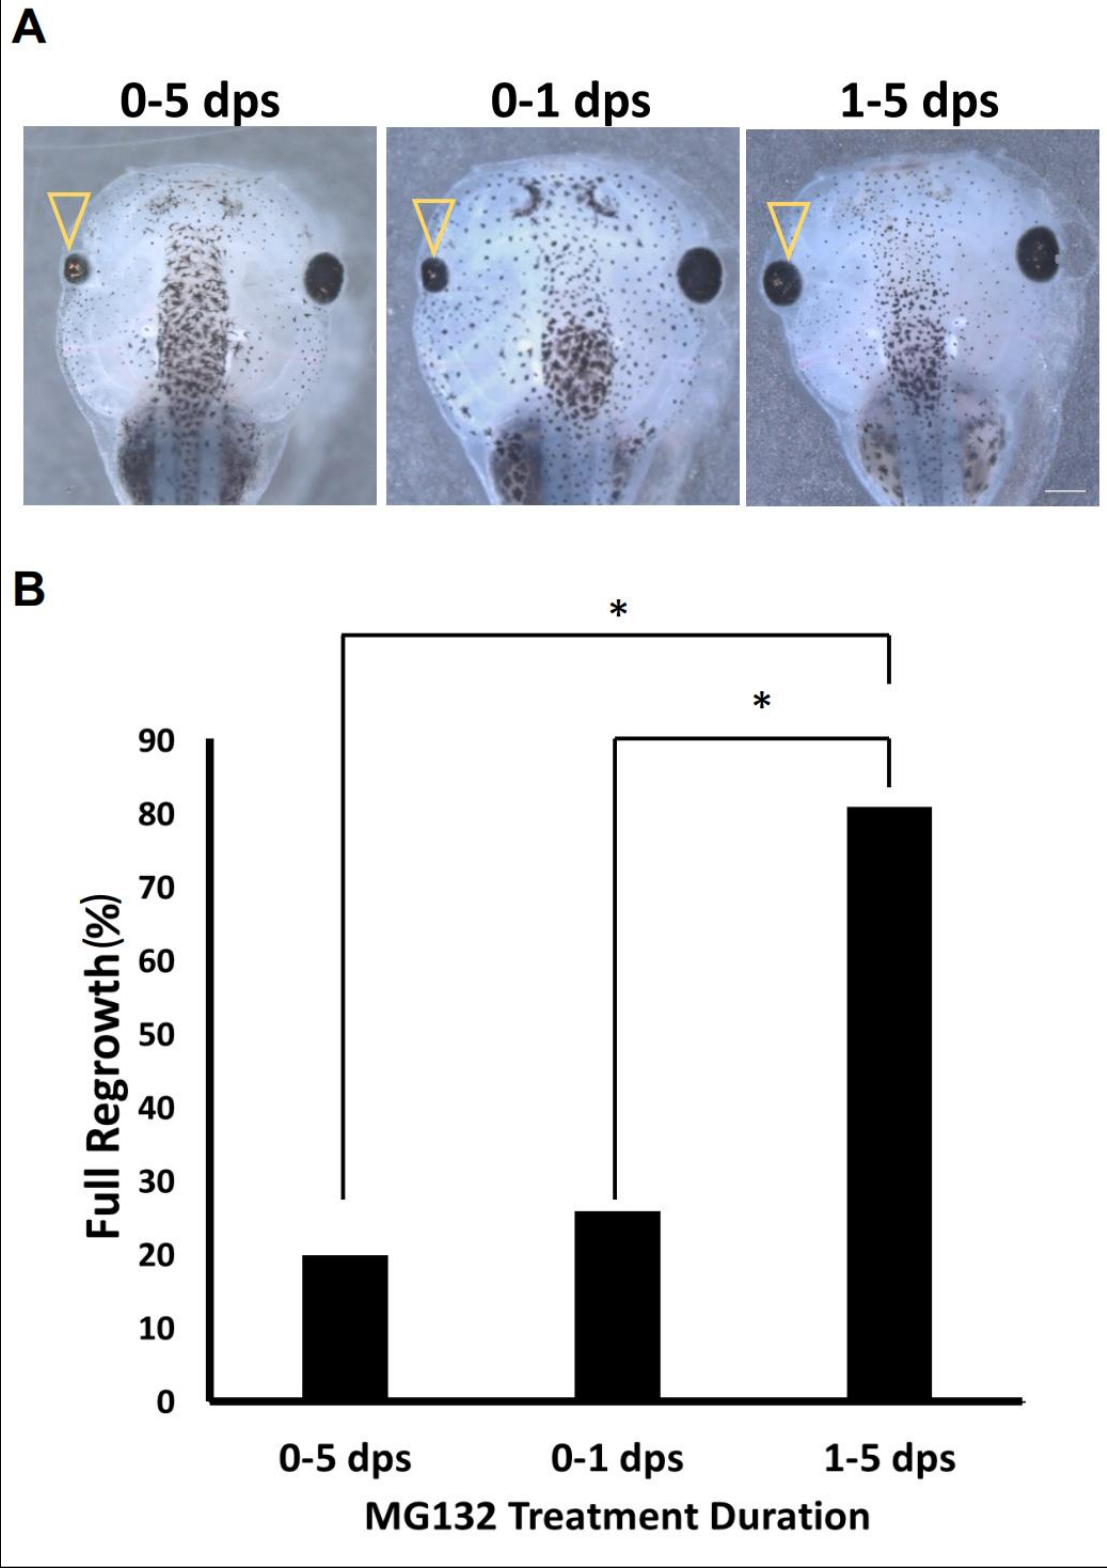 A
0-5 dps
0-1 dps
1-5 dps
B
*
*
90
80
70
60
50
40
30
20
10
0
Full Regrowth(%)
0-5 dps
0-1 dps
1-5 dps
MG132 Treatment Duration